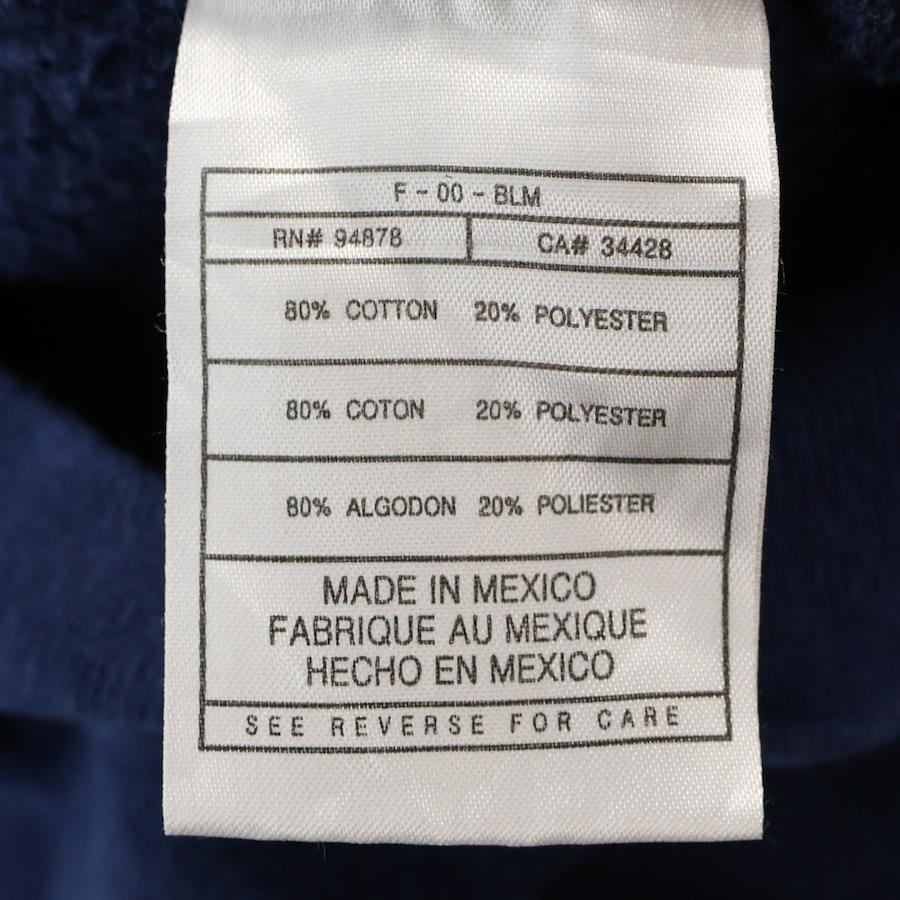 F - 00 - BLM
RN# 94878 CA# 34428
80% COTTON 20% POLYESTER
80% COTON 20% POLYESTER
80% ALGODON 20% POLIESTER
MADE IN MEXICO
FABRIQUE AU MEXIQUE
HECHO EN MEXICO
SEE REVERSE FOR CARE